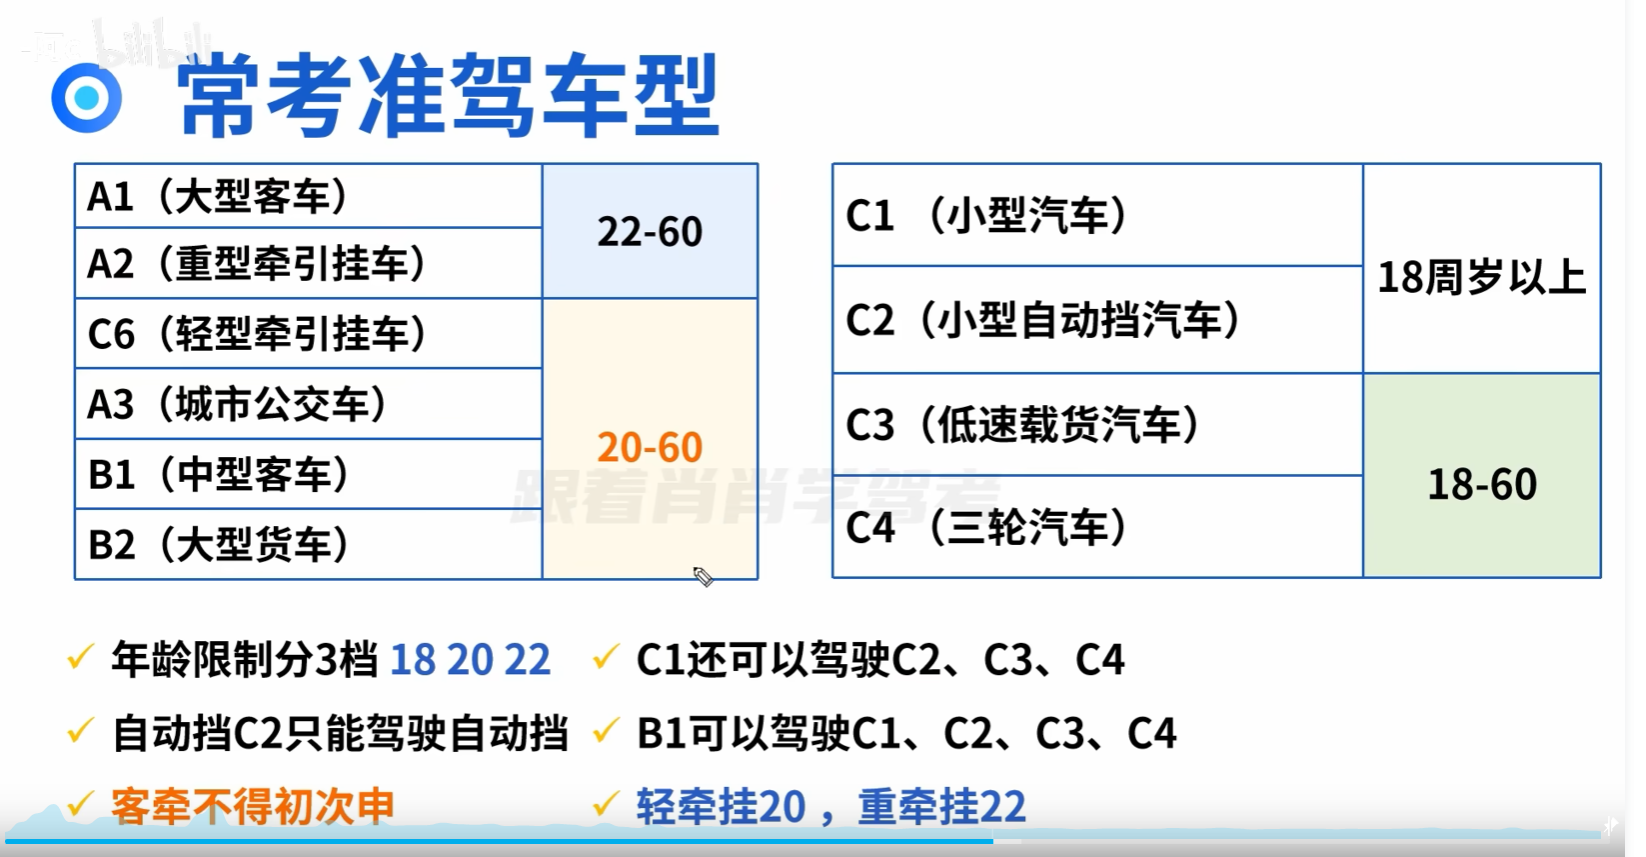 bilibili
常考准驾车型
A1（大型客车）
A2（重型牵引挂车）
22-60
C6（轻型牵引挂车）
A3（城市公交车）
B1（中型客车）
B2（大型货车）
20-60
C1 （小型汽车）
C2（小型自动挡汽车）
18周岁以上
C3（低速载货汽车）
C4 （三轮汽车）
18-60
跟着肖肖学驾考
年龄限制分3档 18 20 22
C1还可以驾驶C2、C3、C4
自动挡C2只能驾驶自动挡
B1可以驾驶C1、C2、C3、C4
客牵不得初次申
轻牵挂20 ，重牵挂22